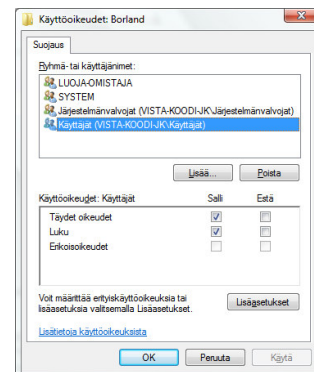 Käyttöoikeudet: Borland
Suojaus
Ryhmä- tai käyttäjänimet:
LUOJA-OMISTAJA
SYSTEM
Järjestelmänvalvojat (VISTA-KOODI-JK\Järjestelmänvalvojat)
Käyttäjät (VISTA-KOODI-JK\Käyttäjät)
Lisää... Poista
Käyttöoikeudet: Käyttäjät Salli Estä
Täydet oikeudet
Luku
Erikoisoikeudet
Voit määrittää erityiskäyttöoikeuksia tai
lisäasetuksia valitsemalla Lisäasetukset. Lisäasetukset
Lisätietoja käyttöoikeuksista
OK Peruuta Käytä